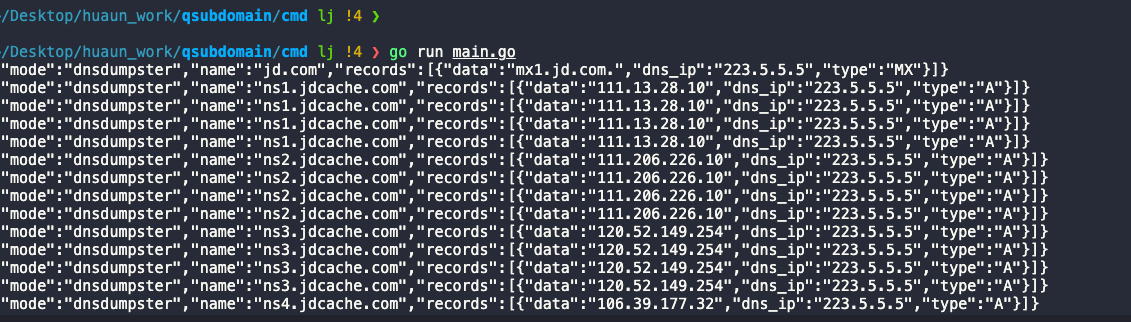 ~/Desktop/huaun_work/qsubdomain/cmd lj !4 ❯
~/Desktop/huaun_work/qsubdomain/cmd lj !4 ❯ go run main.go
"mode":"dnsdumpster","name":"jd.com","records":[{"data":"mx1.jd.com.","dns_ip":"223.5.5.5","type":"MX"}]}
"mode":"dnsdumpster","name":"ns1.jdcache.com","records":[{"data":"111.13.28.10","dns_ip":"223.5.5.5","type":"A"}]}
"mode":"dnsdumpster","name":"ns1.jdcache.com","records":[{"data":"111.13.28.10","dns_ip":"223.5.5.5","type":"A"}]}
"mode":"dnsdumpster","name":"ns1.jdcache.com","records":[{"data":"111.13.28.10","dns_ip":"223.5.5.5","type":"A"}]}
"mode":"dnsdumpster","name":"ns1.jdcache.com","records":[{"data":"111.13.28.10","dns_ip":"223.5.5.5","type":"A"}]}
"mode":"dnsdumpster","name":"ns2.jdcache.com","records":[{"data":"111.206.226.10","dns_ip":"223.5.5.5","type":"A"}]}
"mode":"dnsdumpster","name":"ns2.jdcache.com","records":[{"data":"111.206.226.10","dns_ip":"223.5.5.5","type":"A"}]}
"mode":"dnsdumpster","name":"ns2.jdcache.com","records":[{"data":"111.206.226.10","dns_ip":"223.5.5.5","type":"A"}]}
"mode":"dnsdumpster","name":"ns2.jdcache.com","records":[{"data":"111.206.226.10","dns_ip":"223.5.5.5","type":"A"}]}
"mode":"dnsdumpster","name":"ns3.jdcache.com","records":[{"data":"120.52.149.254","dns_ip":"223.5.5.5","type":"A"}]}
"mode":"dnsdumpster","name":"ns3.jdcache.com","records":[{"data":"120.52.149.254","dns_ip":"223.5.5.5","type":"A"}]}
"mode":"dnsdumpster","name":"ns3.jdcache.com","records":[{"data":"120.52.149.254","dns_ip":"223.5.5.5","type":"A"}]}
"mode":"dnsdumpster","name":"ns3.jdcache.com","records":[{"data":"120.52.149.254","dns_ip":"223.5.5.5","type":"A"}]}
"mode":"dnsdumpster","name":"ns4.jdcache.com","records":[{"data":"106.39.177.32","dns_ip":"223.5.5.5","type":"A"}]}